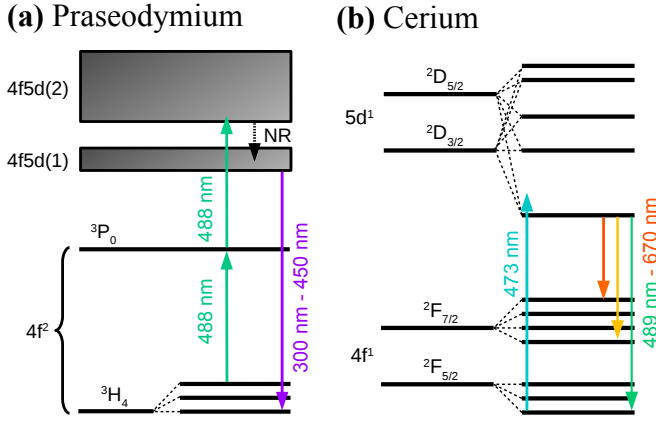 (a) Praseodymium
4f5d(2)
NR
4f5d(1)
488 nm
³P₀
300 nm - 450 nm
4f²
488 nm
³H₄
(b) Cerium
²D₅/₂
5d¹
²D₃/₂
473 nm
489 nm - 670 nm
²F₇/₂
4f¹
²F₅/₂